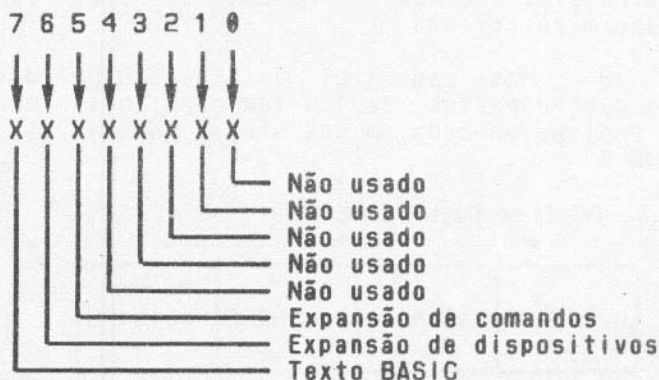 7 6 5 4 3 2 1 0
X X X X X X X X
Não usado
Não usado
Não usado
Não usado
Não usado
Expansão de comandos
Expansão de dispositivos
Texto BASIC